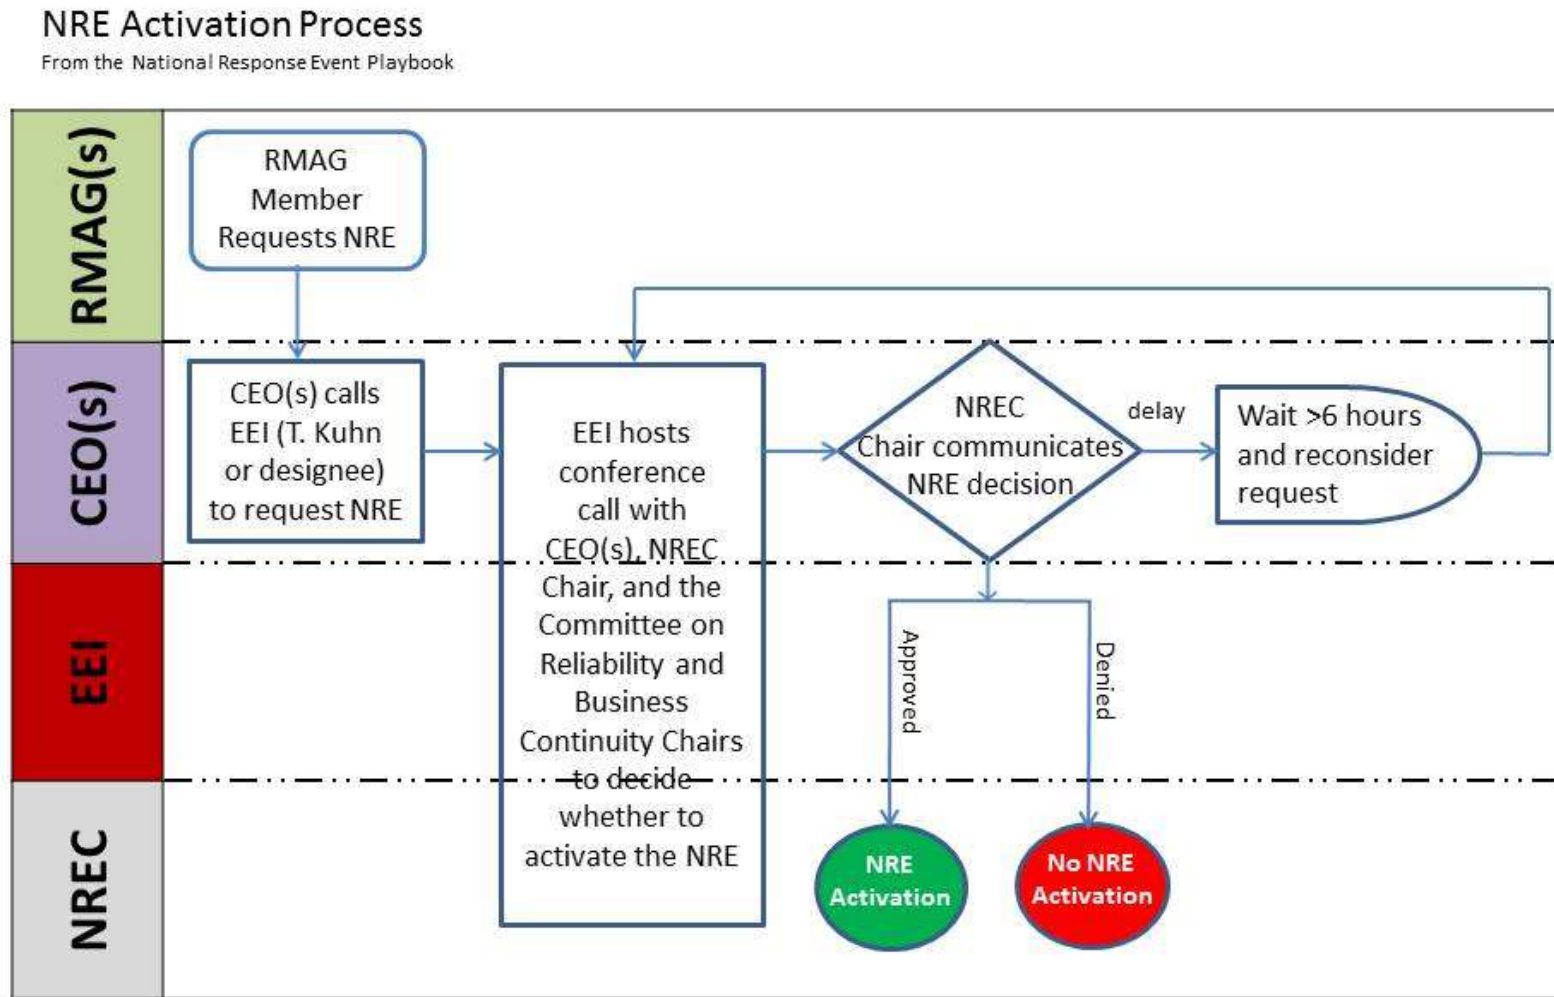 NRE Activation Process
From the National Response Event Playbook
RMAG(s)
RMAG
Member
Requests NRE
CEO(s)
CEO(s) calls
EEI (T. Kuhn
or designee)
to request NRE
EEI hosts
conference
call with
CEO(s), NREC
Chair, and the
Committee on
Reliability and
Business
Continuity Chairs
to decide
whether to
activate the NRE
NREC
Chair communicates
NRE decision
delay
Wait >6 hours
and reconsider
request
EEI
Approved
Denied
NREC
NRE
Activation
No NRE
Activation